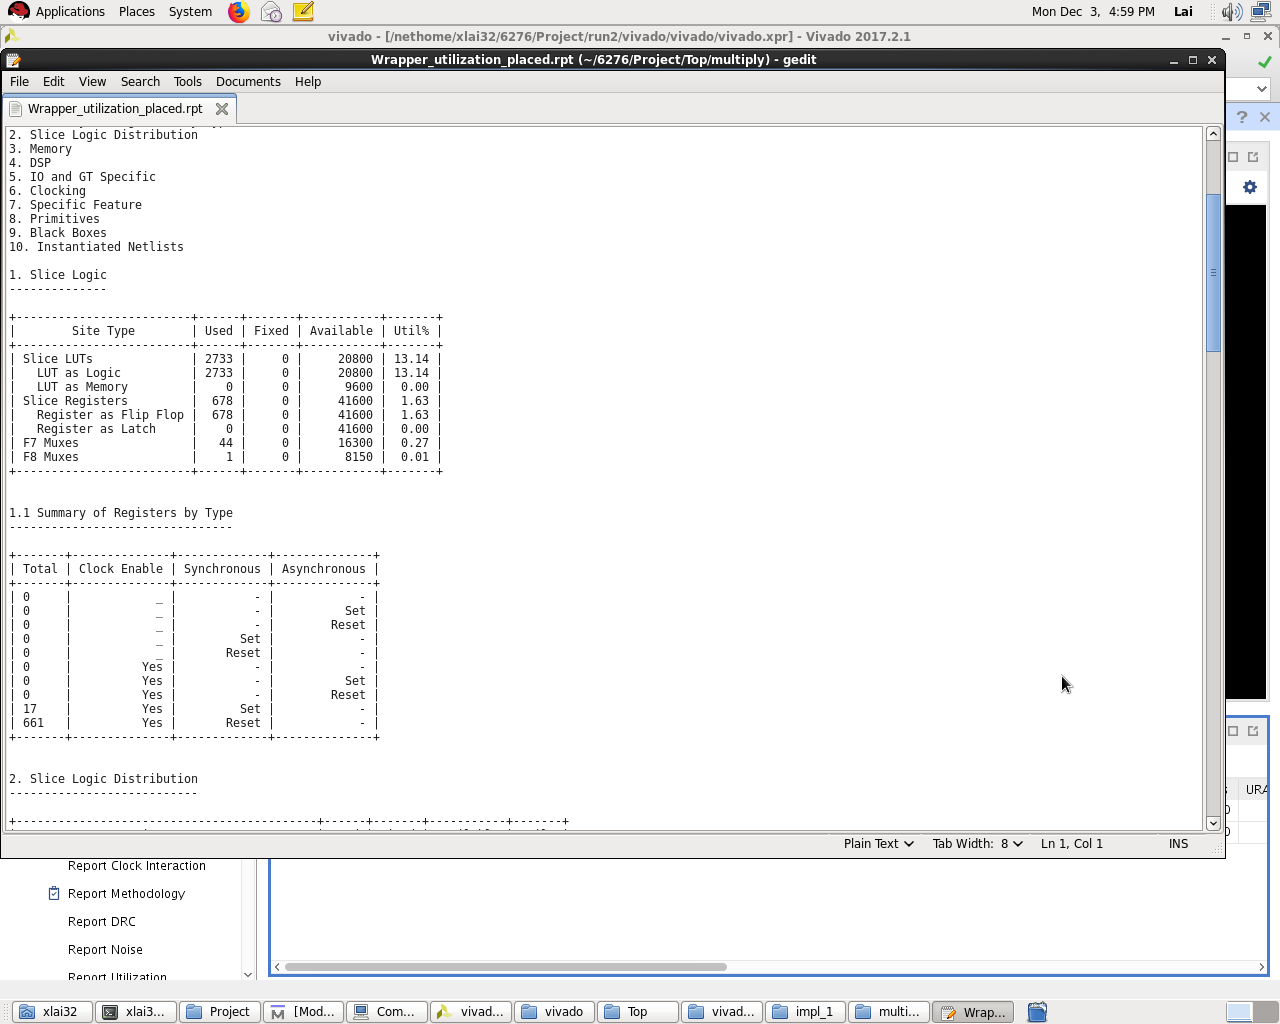 Applications Places System Mon Dec 3, 4:59 PM Lai
vivado - [/nethome/xlai32/6276/Project/run2/vivado/vivado/vivado.xpr] - Vivado 2017.2.1
Wrapper_utilization_placed.rpt (~/6276/Project/Top/multiply) - gedit
File Edit View Search Tools Documents Help
Wrapper_utilization_placed.rpt
2. Slice Logic Distribution
3. Memory
4. DSP
5. IO and GT Specific
6. Clocking
7. Specific Feature
8. Primitives
9. Black Boxes
10. Instantiated Netlists
1. Slice Logic
--------------
+-------------------------+------+-------+-----------+-------+
| Site Type | Used | Fixed | Available | Util% |
+-------------------------+------+-------+-----------+-------+
| Slice LUTs | 2733 | 0 | 20800 | 13.14 |
| LUT as Logic | 2733 | 0 | 20800 | 13.14 |
| LUT as Memory | 0 | 0 | 9600 | 0.00 |
| Slice Registers | 678 | 0 | 41600 | 1.63 |
| Register as Flip Flop | 678 | 0 | 41600 | 1.63 |
| Register as Latch | 0 | 0 | 41600 | 0.00 |
| F7 Muxes | 44 | 0 | 16300 | 0.27 |
| F8 Muxes | 1 | 0 | 8150 | 0.01 |
+-------------------------+------+-------+-----------+-------+
1.1 Summary of Registers by Type
--------------------------------
+-------+--------------+-------------+--------------+
| Total | Clock Enable | Synchronous | Asynchronous |
+-------+--------------+-------------+--------------+
| 0 | _ | - | - |
| 0 | _ | - | Set |
| 0 | _ | - | Reset |
| 0 | _ | Set | - |
| 0 | _ | Reset | - |
| 0 | Yes | - | - |
| 0 | Yes | - | Set |
| 0 | Yes | - | Reset |
| 17 | Yes | Set | - |
| 661 | Yes | Reset | - |
+-------+--------------+-------------+--------------+
2. Slice Logic Distribution
---------------------------
+-------------------------------------------+------+-------+-----------+-------+
URA
Plain Text Tab Width: 8 Ln 1, Col 1 INS
Report Clock Interaction
Report Methodology
Report DRC
Report Noise
Report Utilization
xlai32 xlai3... Project [Mod... Com... vivad... vivado Top vivad... impl_1 multi... Wrap...